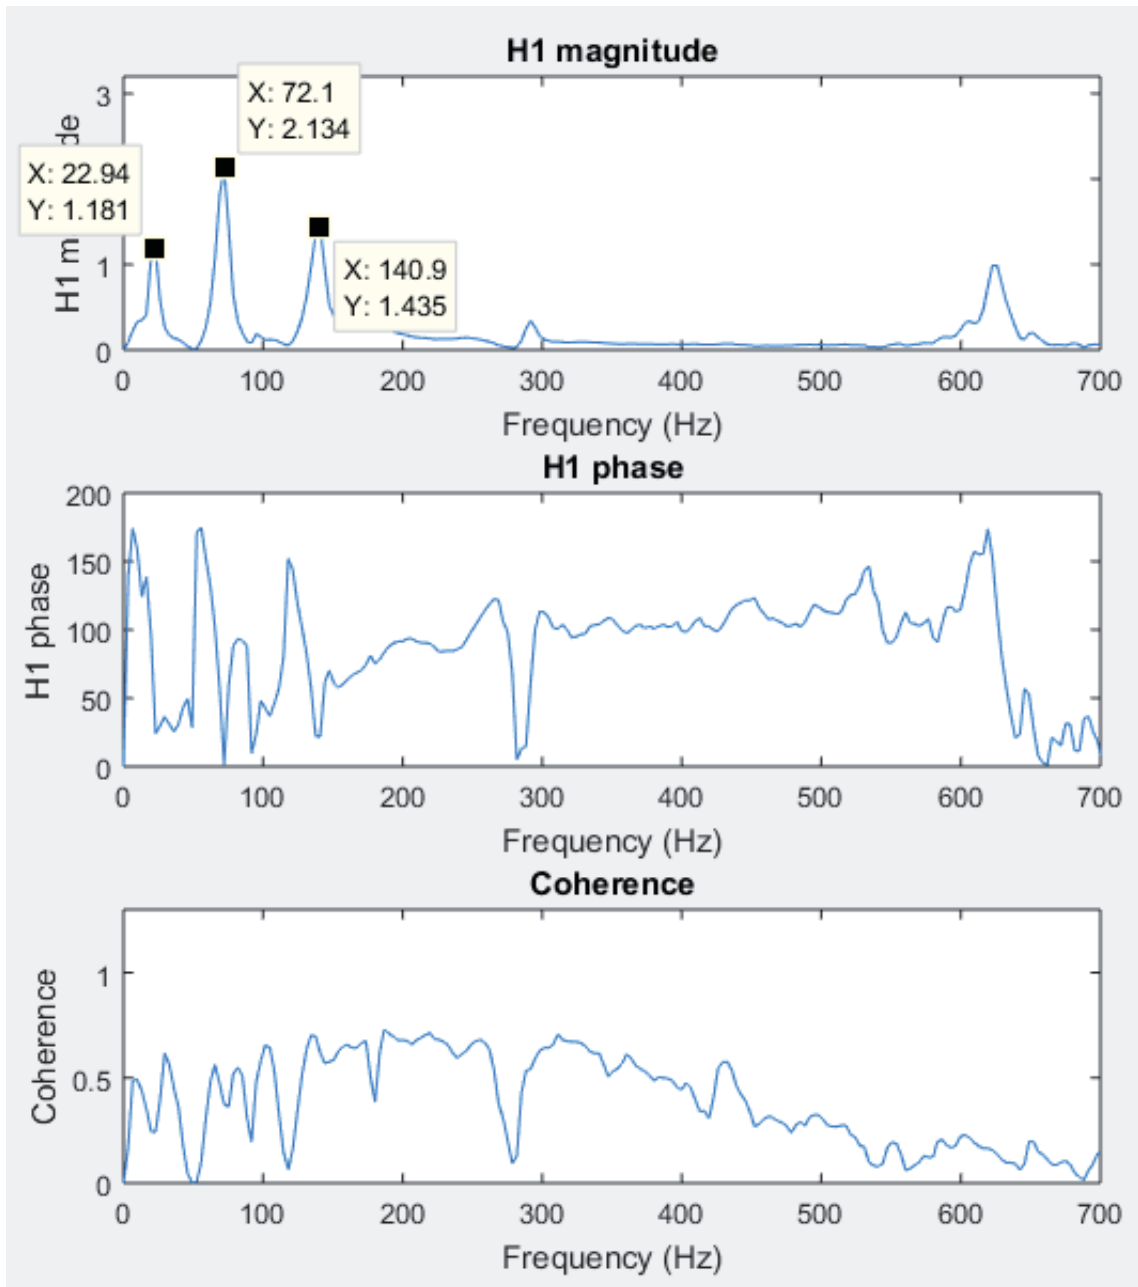 H1 magnitude
3
1
0
H1 m
de
X: 72.1
Y: 2.134
X: 22.94
Y: 1.181
X: 140.9
Y: 1.435
0 100 200 300 400 500 600 700
Frequency (Hz)
H1 phase
200
150
100
50
0
H1 phase
0 100 200 300 400 500 600 700
Frequency (Hz)
Coherence
1
0.5
0
Coherence
0 100 200 300 400 500 600 700
Frequency (Hz)